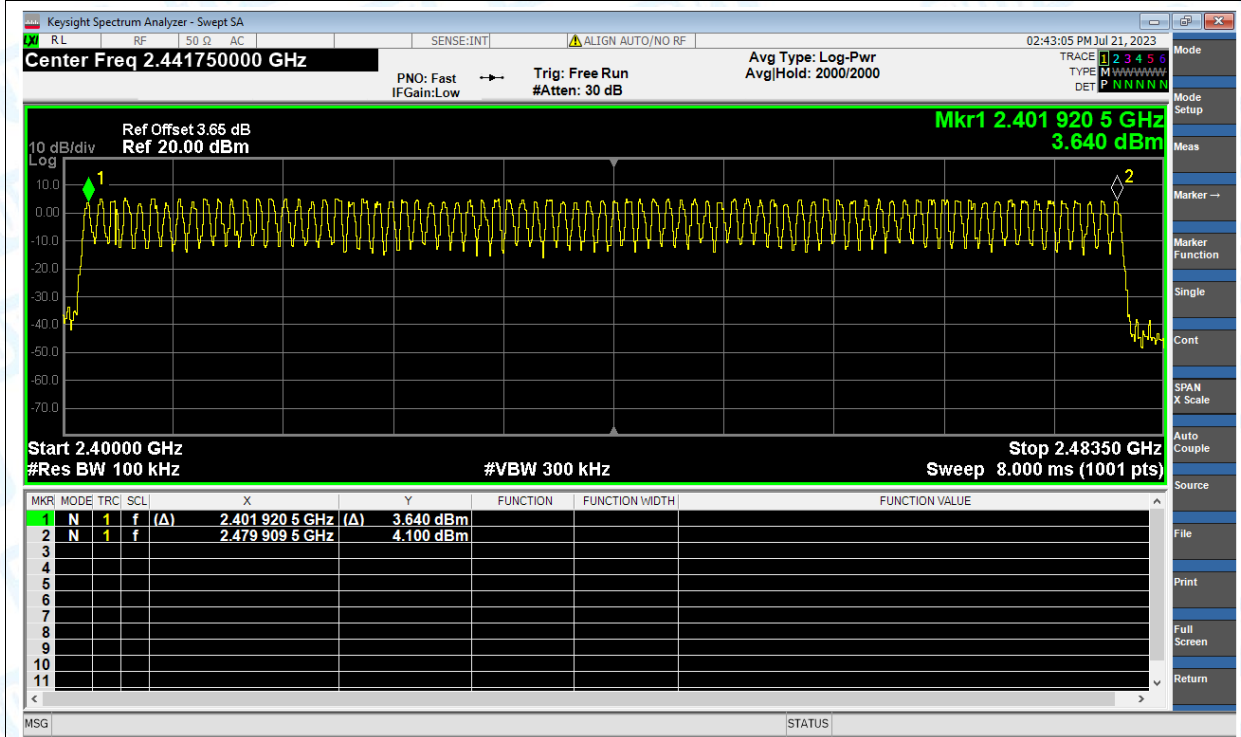 Keysight Spectrum Analyzer - Swept SA
LXI RL RF 50 Ω AC SENSE:INT ALIGN AUTO/NO RF 02:43:05 PM Jul 21, 2023
Center Freq 2.441750000 GHz
PNO: Fast
IFGain:Low
Trig: Free Run
#Atten: 30 dB
Avg Type: Log-Pwr
Avg|Hold: 2000/2000
TRACE 1 2 3 4 5 6
TYPE M WWWWW
DET P N N N N N
Ref Offset 3.65 dB
10 dB/div Ref 20.00 dBm
Log
Mkr1 2.401 920 5 GHz
3.640 dBm
1
2
10.0
0.00
-10.0
-20.0
-30.0
-40.0
-50.0
-60.0
-70.0
Start 2.40000 GHz Stop 2.48350 GHz
#Res BW 100 kHz #VBW 300 kHz Sweep 8.000 ms (1001 pts)
MKR MODE TRC SCL X Y FUNCTION FUNCTION WIDTH FUNCTION VALUE
1 N 1 f (Δ) 2.401 920 5 GHz (Δ) 3.640 dBm
2 N 1 f 2.479 909 5 GHz 4.100 dBm
3
4
5
6
7
8
9
10
11
MSG STATUS
Mode
Mode
Setup
Meas
Marker →
Marker
Function
Single
Cont
SPAN
X Scale
Auto
Couple
Source
File
Print
Full
Screen
Return